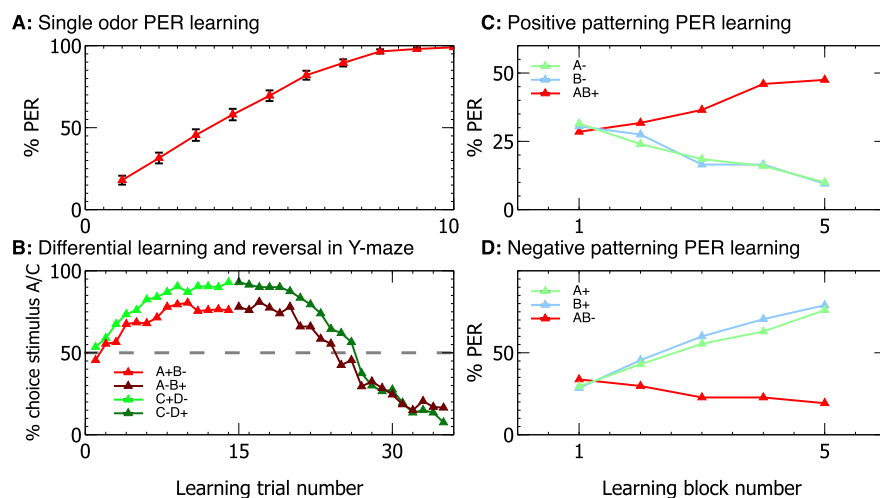 A: Single odor PER learning
% PER
100
50
0
0
10
B: Differential learning and reversal in Y-maze
% choice stimulus A/C
100
50
0
A+B-
A-B+
C+D-
C-D+
0
15
30
Learning trial number
C: Positive patterning PER learning
% PER
50
25
0
A-
B-
AB+
1
5
D: Negative patterning PER learning
% PER
100
50
0
A+
B+
AB-
1
5
Learning block number